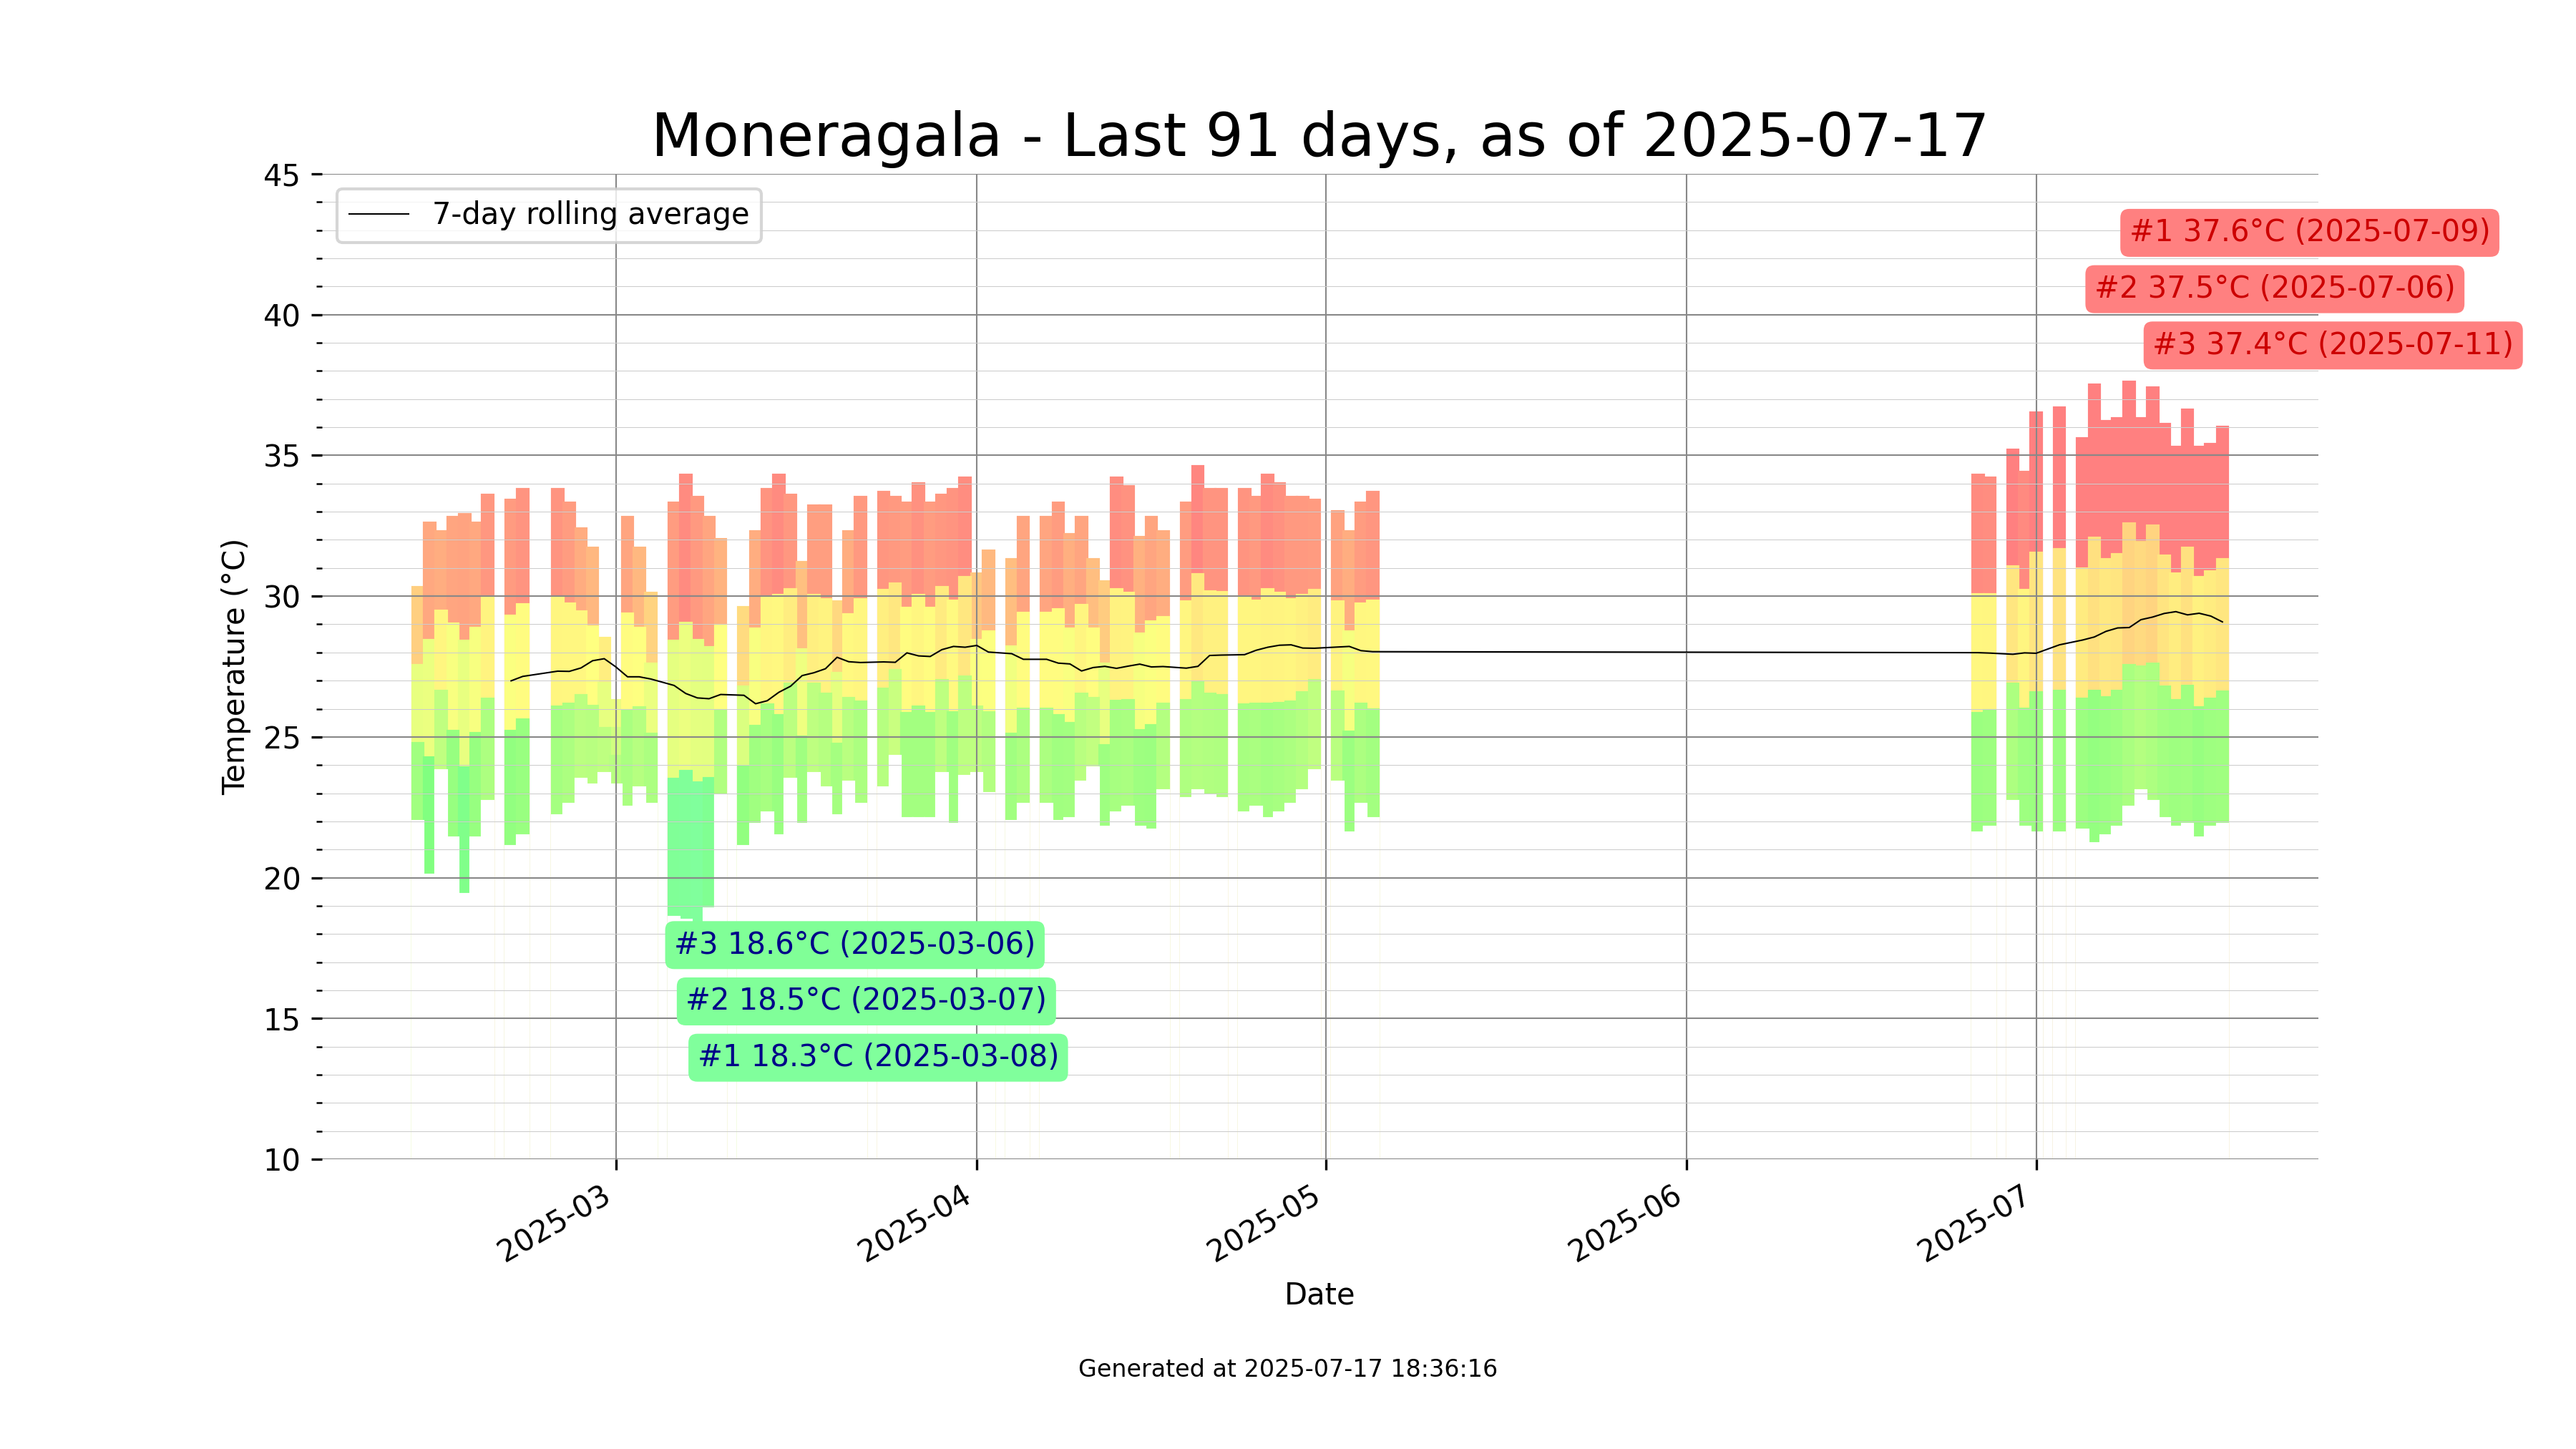 Moneragala - Last 91 days, as of 2025-07-17
7-day rolling average
#1 37.6°C (2025-07-09)
#2 37.5°C (2025-07-06)
#3 37.4°C (2025-07-11)
45
40
35
30
25
20
15
10
Temperature (°C)
#3 18.6°C (2025-03-06)
#2 18.5°C (2025-03-07)
#1 18.3°C (2025-03-08)
2025-03
2025-04
2025-05
2025-06
2025-07
Date
Generated at 2025-07-17 18:36:16